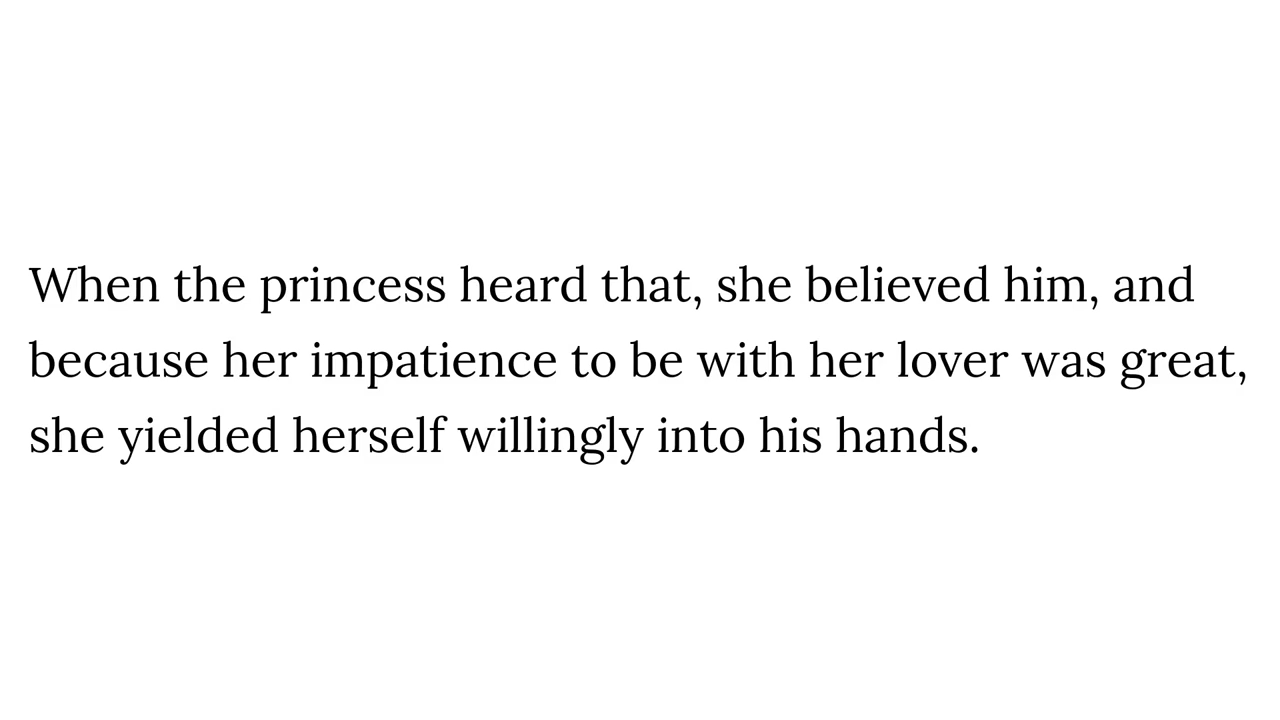 When the princess heard that, she believed him, and
because her impatience to be with her lover was great,
she yielded herself willingly into his hands.